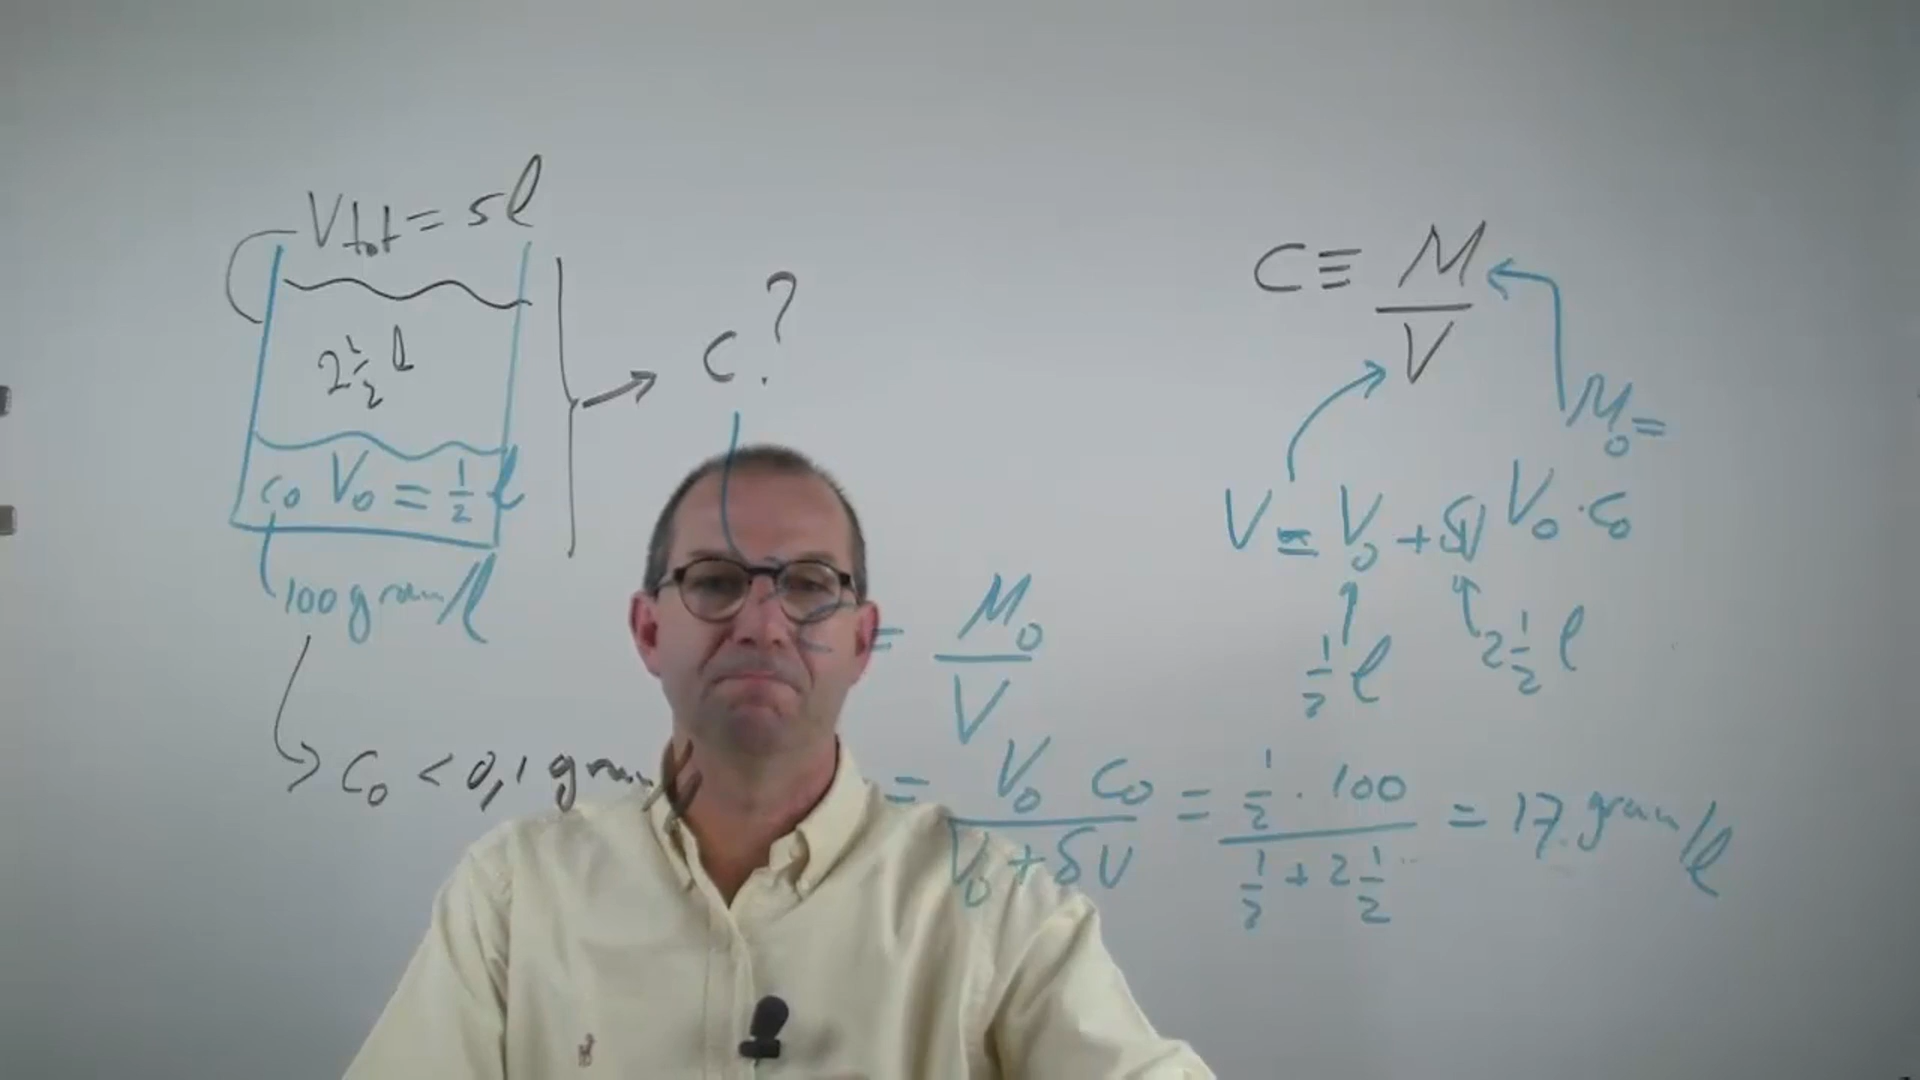 Vtot = 5l
2 1/2 l
c0 V0 = 1/2 l
100 gram/l
c0 < 0,1 gram
c?
C ≡ M/V
M0 =
V0 · c0
V = V0 + δV
1/2 l
2 1/2 l
C = M0/V
= V0 c0/(V0 + δV) = (1/2 · 100)/(1/2 + 2 1/2) = 17 gram/l